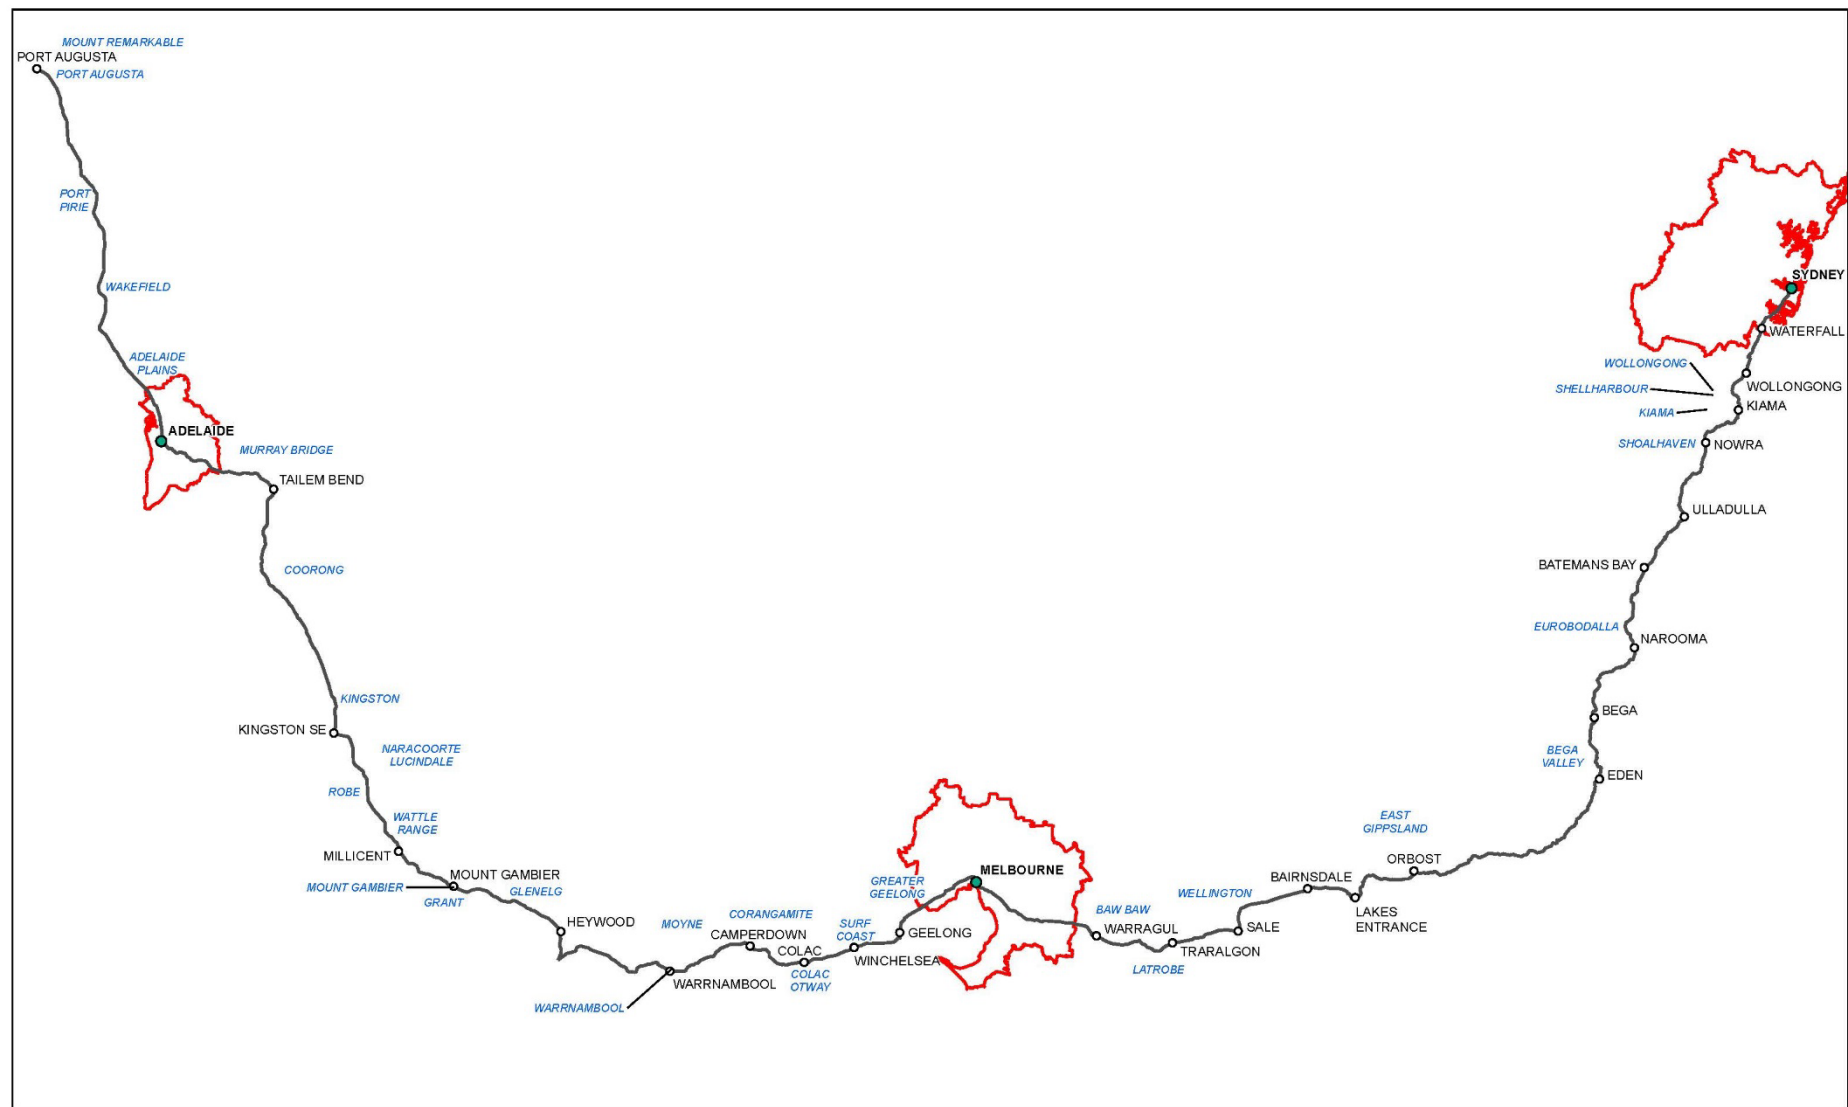 MOUNT REMARKABLE
PORT AUGUSTA
PORT AUGUSTA
PORT
PIRIE
WAKEFIELD
ADELAIDE
PLAINS
ADELAIDE
MURRAY BRIDGE
TAILEM BEND
COORONG
KINGSTON
KINGSTON SE
NARACOORTE
LUCINDALE
ROBE
WATTLE
RANGE
MILLICENT
MOUNT GAMBIER
MOUNT GAMBIER
GRANT
GLENELG
HEYWOOD
MOYNE
WARRNAMBOOL
WARRNAMBOOL
CORANGAMITE
CAMPERDOWN
COLAC
COLAC
OTWAY
SURF
COAST
WINCHELSEA
GREATER
GEELONG
GEELONG
MELBOURNE
BAW BAW
WARRAGUL
LATROBE
TRARALGON
WELLINGTON
SALE
BAIRNSDALE
LAKES
ENTRANCE
EAST
GIPPSLAND
ORBOST
EDEN
BEGA
VALLEY
BEGA
NAROOMA
EUROBODALLA
BATEMANS BAY
ULLADULLA
SHOALHAVEN
NOWRA
KIAMA
KIAMA
SHELLHARBOUR
WOLLONGONG
WOLLONGONG
WATERFALL
SYDNEY